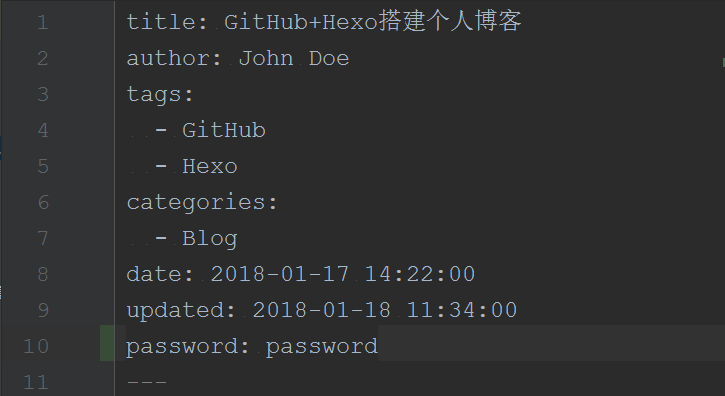 1 title: GitHub+Hexo搭建个人博客
2 author: John Doe
3 tags:
4   - GitHub
5   - Hexo
6 categories:
7   - Blog
8 date: 2018-01-17 14:22:00
9 updated: 2018-01-18 11:34:00
10 password: password
11 ---